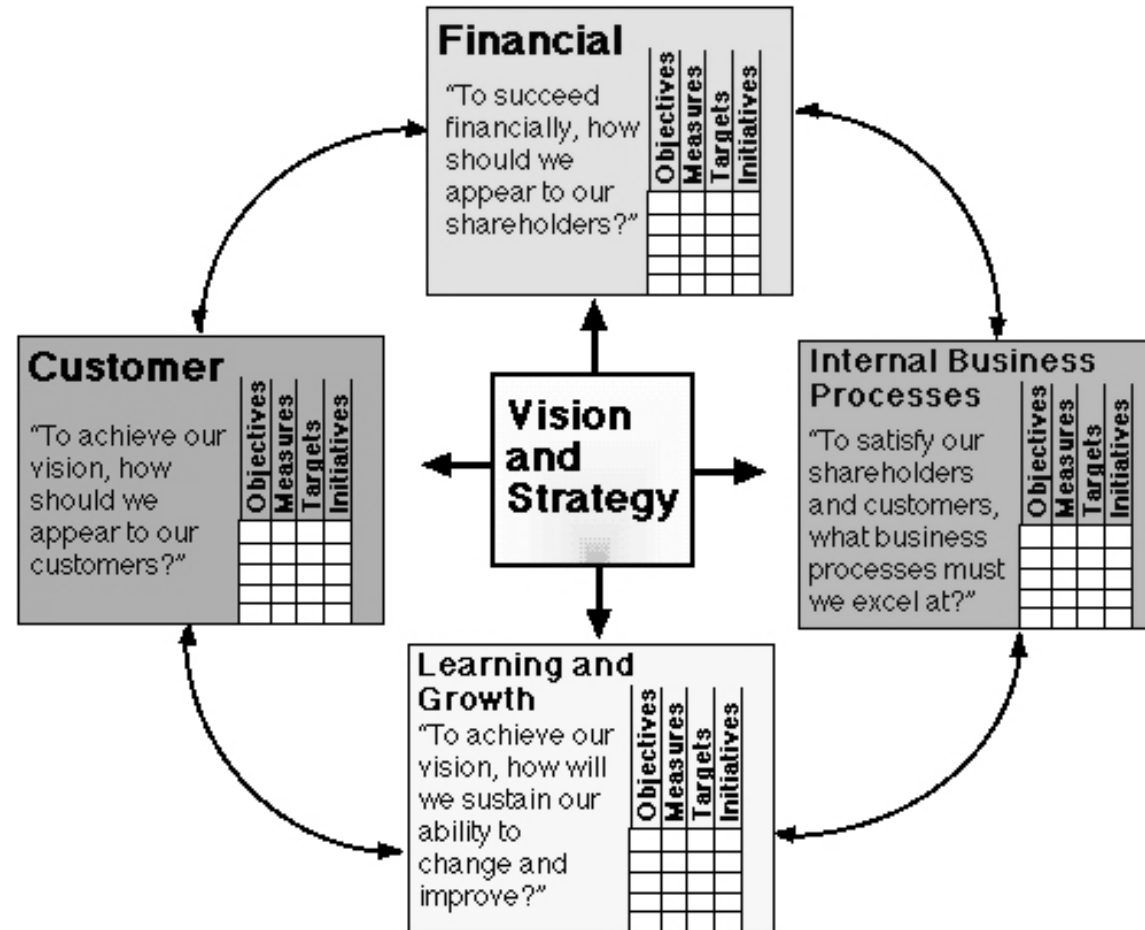 Financial
“To succeed
financially, how
should we
appear to our
shareholders?”
Objectives
Measures
Targets
Initiatives
Customer
“To achieve our
vision, how
should we
appear to our
customers?”
Objectives
Measures
Targets
Initiatives
Vision
and
Strategy
Internal Business
Processes
“To satisfy our
shareholders
and customers,
what business
processes must
we excel at?”
Objectives
Measures
Targets
Initiatives
Learning and
Growth
“To achieve our
vision, how will
we sustain our
ability to
change and
improve?”
Objectives
Measures
Targets
Initiatives